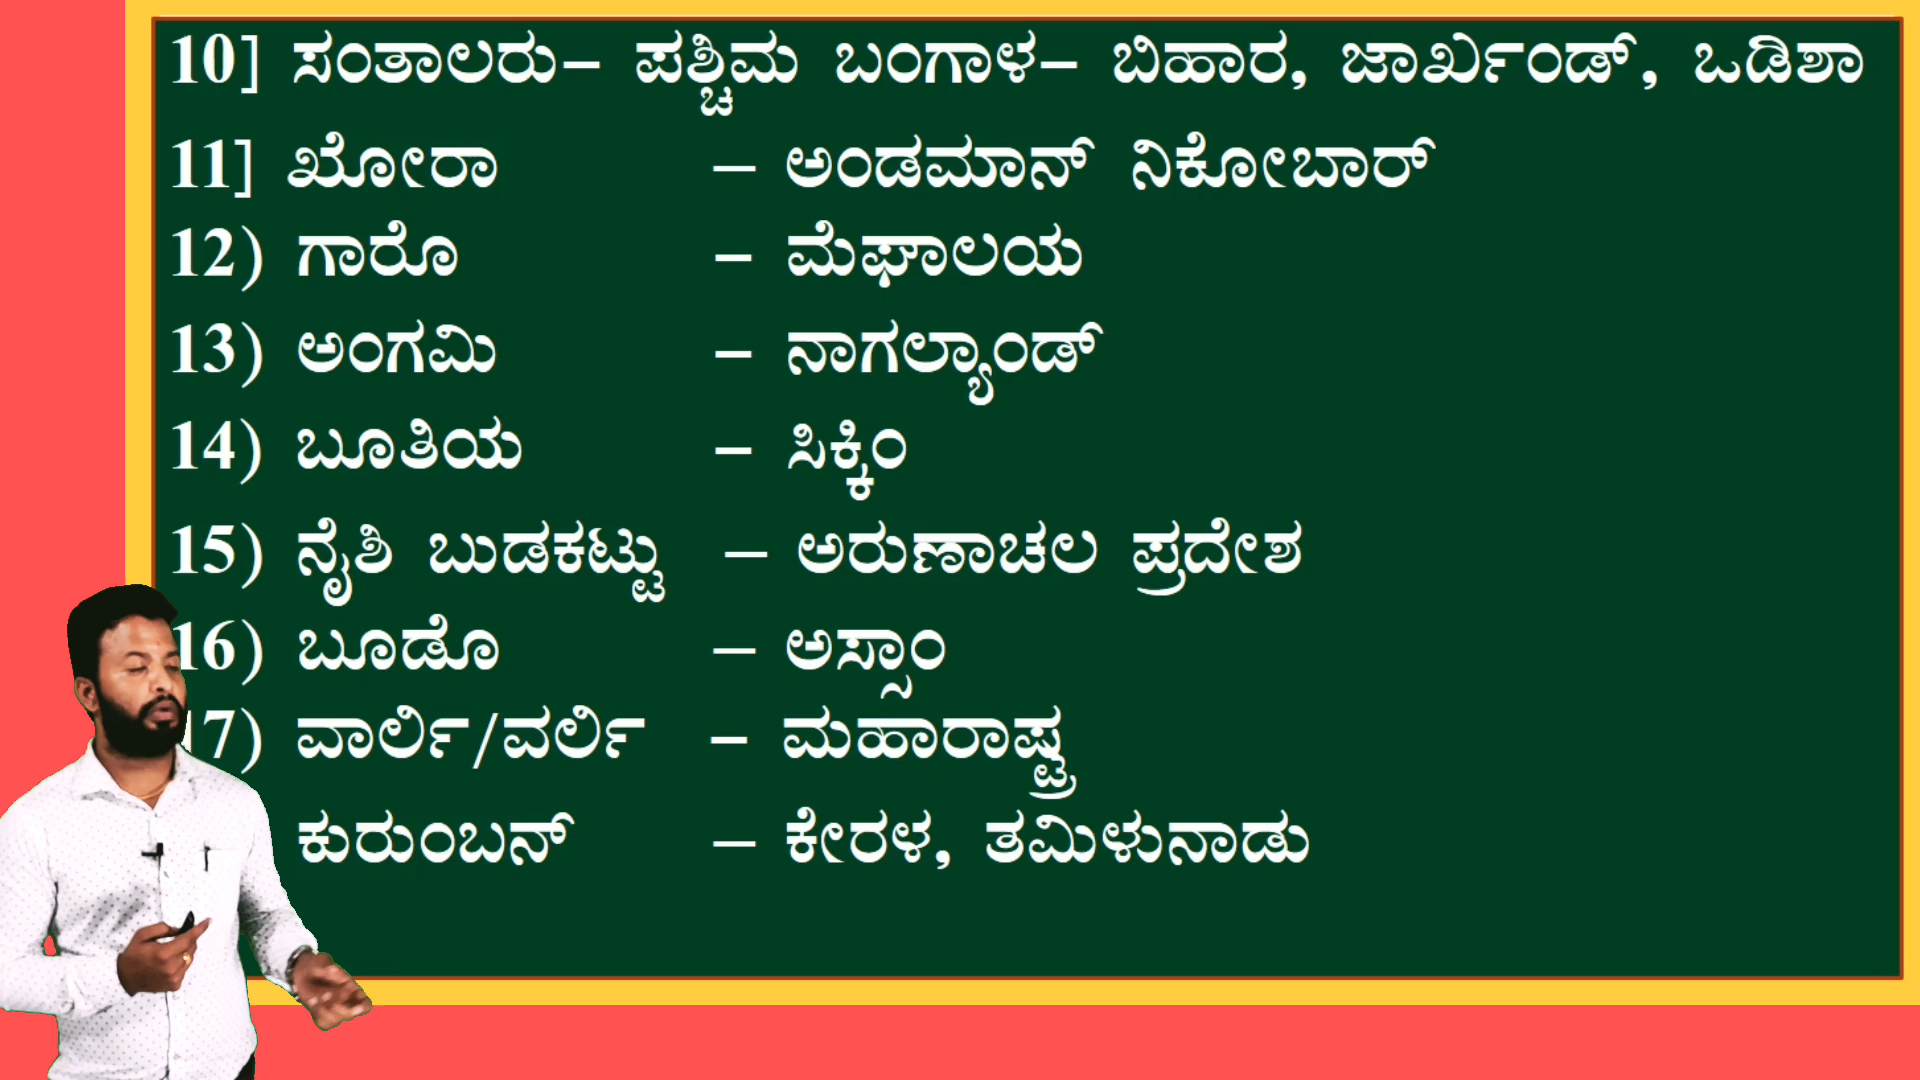 10] ಸಂತಾಲರು– ಪಶ್ಚಿಮ ಬಂಗಾಳ– ಬಿಹಾರ, ಜಾರ್ಖಂಡ್, ಒಡಿಶಾ
11] ಖೋರಾ – ಅಂಡಮಾನ್ ನಿಕೋಬಾರ್
12) ಗಾರೊ – ಮೆಘಾಲಯ
13) ಅಂಗಮಿ – ನಾಗಲ್ಯಾಂಡ್
14) ಬೂತಿಯ – ಸಿಕ್ಕಿಂ
15) ನೈಶಿ ಬುಡಕಟ್ಟು – ಅರುಣಾಚಲ ಪ್ರದೇಶ
16) ಬೂಡೊ – ಅಸ್ಸಾಂ
17) ವಾರ್ಲಿ/ವರ್ಲಿ – ಮಹಾರಾಷ್ಟ್ರ
ಕುರುಂಬನ್ – ಕೇರಳ, ತಮಿಳುನಾಡು